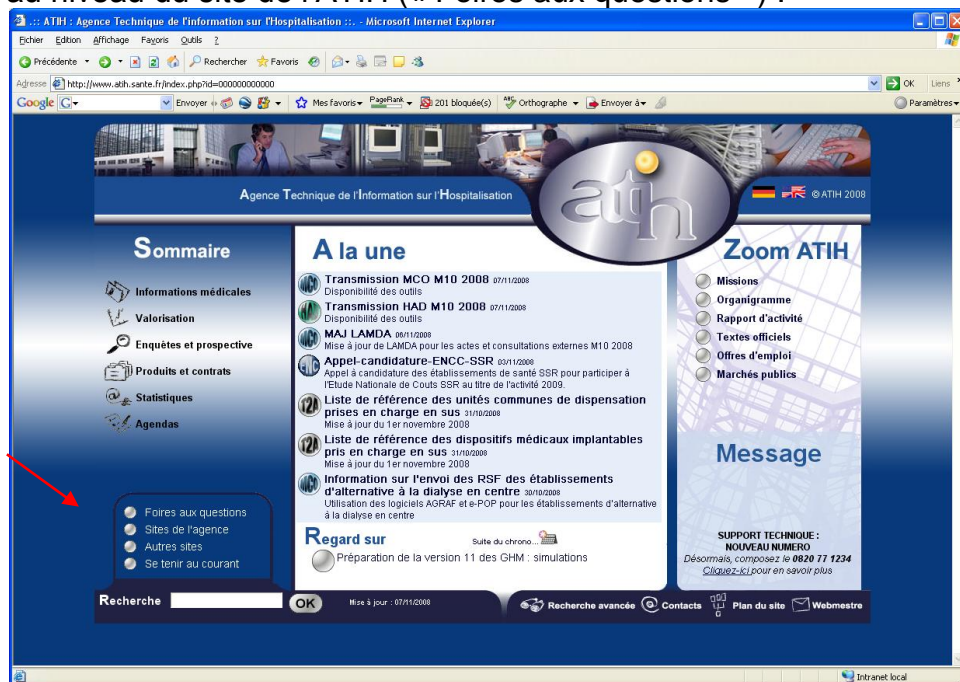 au niveau du site de l'ATIH (« Foires aux questions ») :
.:: ATIH : Agence Technique de l'information sur l'Hospitalisation ::. - Microsoft Internet Explorer
Fichier Edition Affichage Favoris Outils ?
Précédente Rechercher Favoris
Adresse http://www.atih.sante.fr/index.php?id=000000000000 OK Liens
Google G Envoyer Mes favoris PageRank 201 bloquée(s) Orthographe Envoyer à Paramètres
Agence Technique de l'Information sur l'Hospitalisation
atih
© ATIH 2008
Sommaire
Informations médicales
Valorisation
Enquêtes et prospective
Produits et contrats
Statistiques
Agendas
Foires aux questions
Sites de l'agence
Autres sites
Se tenir au courant
A la une
Transmission MCO M10 2008 07/11/2008
Disponibilité des outils
Transmission HAD M10 2008 07/11/2008
Disponibilité des outils
MAJ LAMDA 06/11/2008
Mise à jour de LAMDA pour les actes et consultations externes M10 2008
Appel-candidature-ENCC-SSR 03/11/2008
Appel à candidature des établissements de santé SSR pour participer à
l'Etude Nationale de Couts SSR au titre de l'activité 2009.
Liste de référence des unités communes de dispensation
prises en charge en sus 31/10/2008
Mise à jour du 1er novembre 2008
Liste de référence des dispositifs médicaux implantables
pris en charge en sus 31/10/2008
Mise à jour du 1er novembre 2008
Information sur l'envoi des RSF des établissements
d'alternative à la dialyse en centre 30/10/2008
Utilisation des logiciels AGRAF et e-POP pour les établissements d'alternative
à la dialyse en centre
Regard sur Suite du chrono...
Préparation de la version 11 des GHM : simulations
Zoom ATIH
Missions
Organigramme
Rapport d'activité
Textes officiels
Offres d'emploi
Marchés publics
Message
SUPPORT TECHNIQUE :
NOUVEAU NUMERO
Désormais, composez le 0820 77 1234
Cliquez-ici pour en savoir plus
Recherche OK Mise à jour : 07/11/2008 Recherche avancée Contacts Plan du site Webmestre
Intranet local